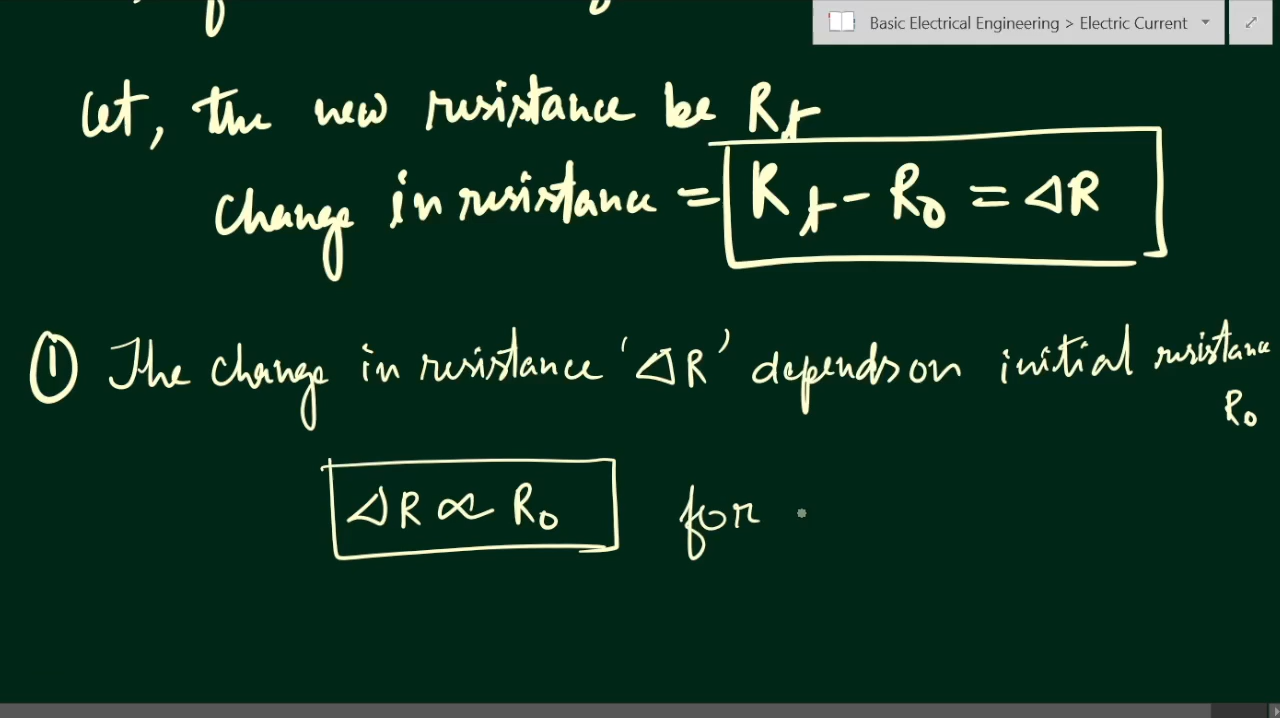 Basic Electrical Engineering > Electric Current
Let, the new resistance be Rt
change in resistance = Rt - R0 = ΔR
① The change in resistance 'ΔR' depends on initial resistance
R0
ΔR ∝ R0 for